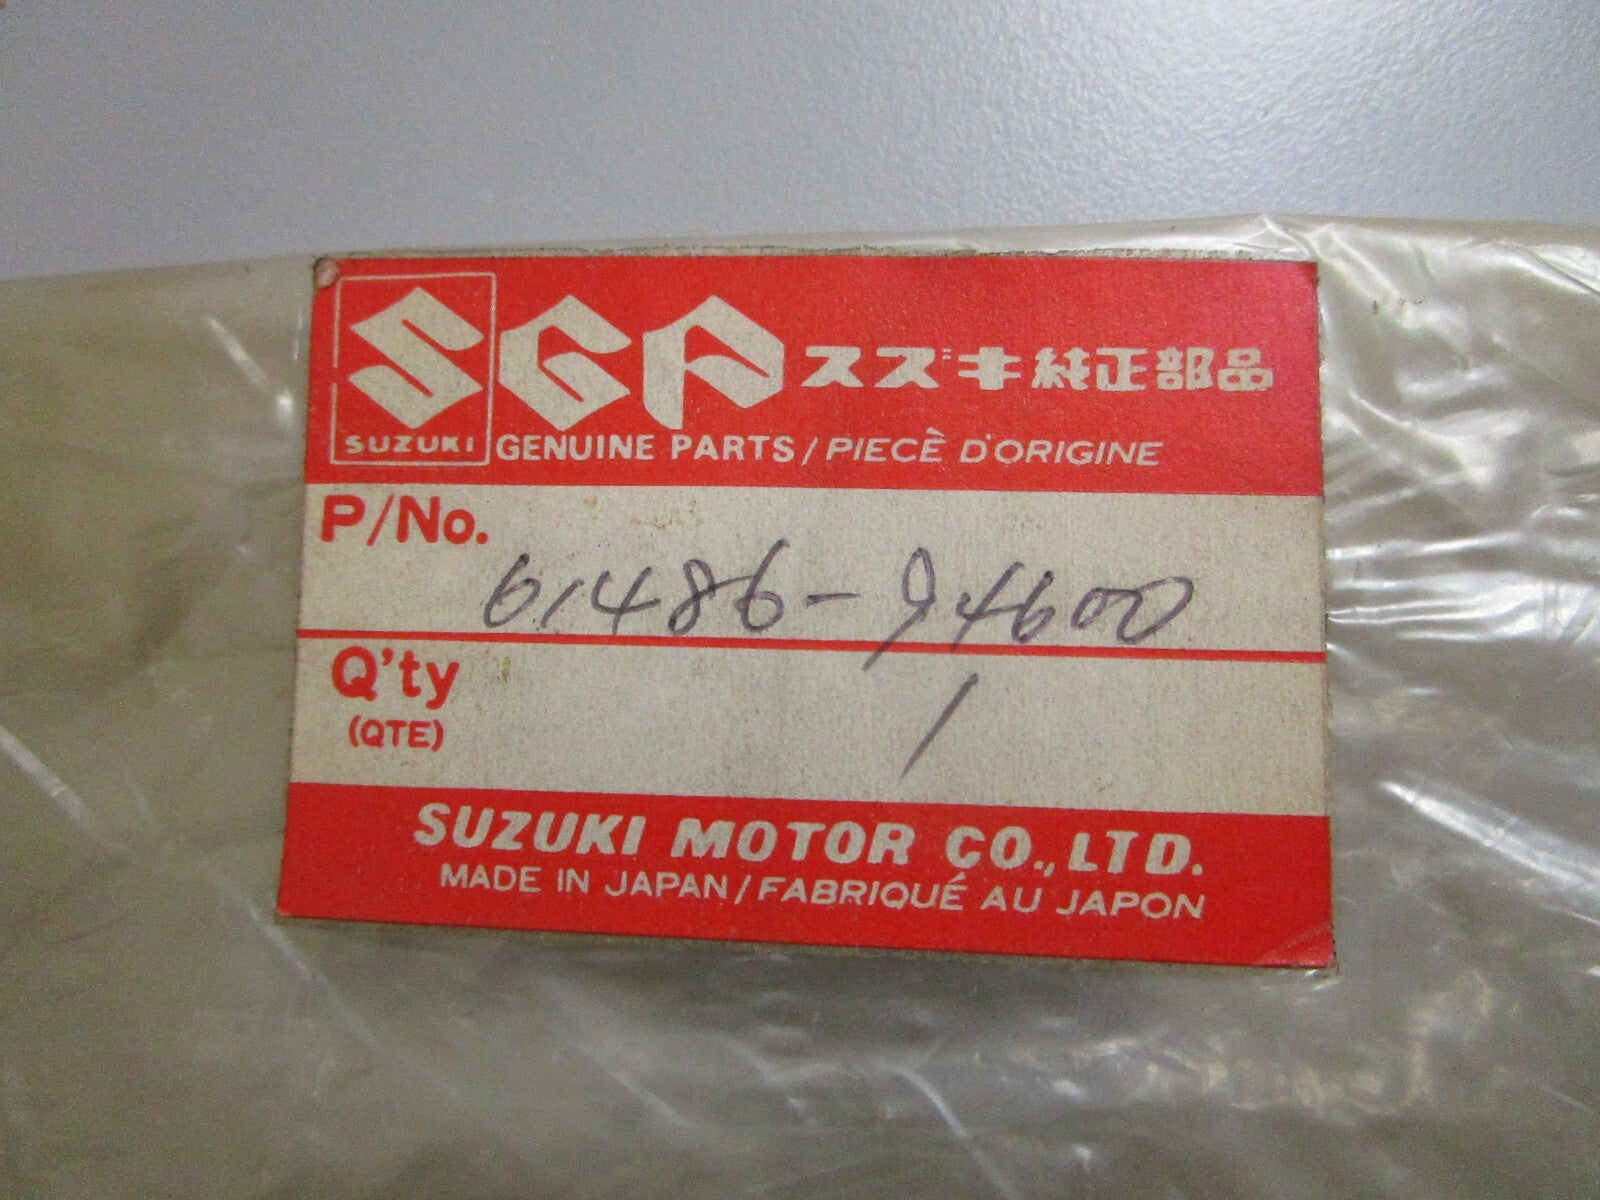 SGP スズキ純正部品
SUZUKI GENUINE PARTS / PIECÈ D'ORIGINE
P/No.
61486-94600
Q'ty 1
(QTE)
SUZUKI MOTOR CO., LTD.
MADE IN JAPAN / FABRIQUÉ AU JAPON